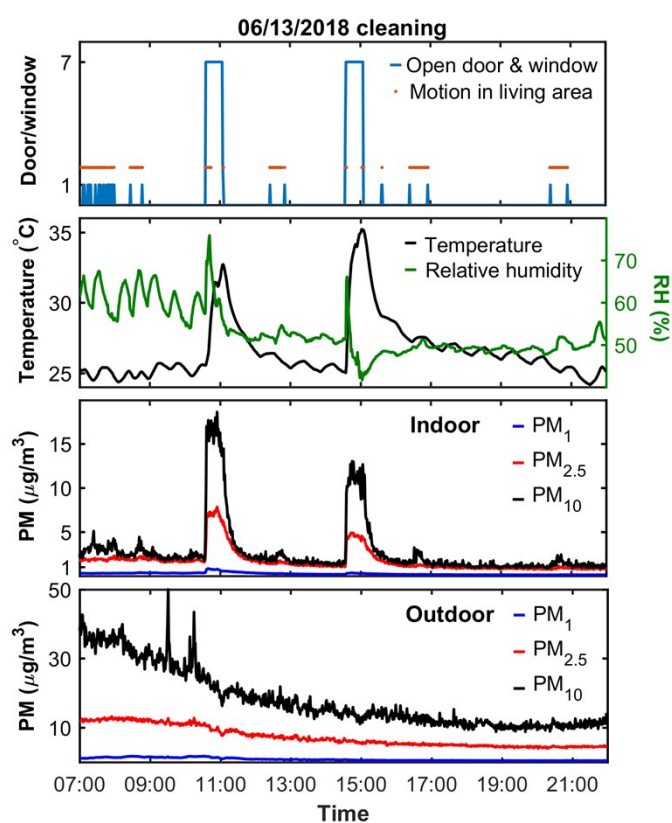 06/13/2018 cleaning
7
1
Door/window
Open door & window
Motion in living area
35
30
25
Temperature (°C)
Temperature
Relative humidity
70
60
50
RH (%)
15
10
5
1
PM (μg/m³)
Indoor
PM₁
PM₂.₅
PM₁₀
50
30
10
PM (μg/m³)
Outdoor
PM₁
PM₂.₅
PM₁₀
07:00 09:00 11:00 13:00 15:00 17:00 19:00 21:00
Time